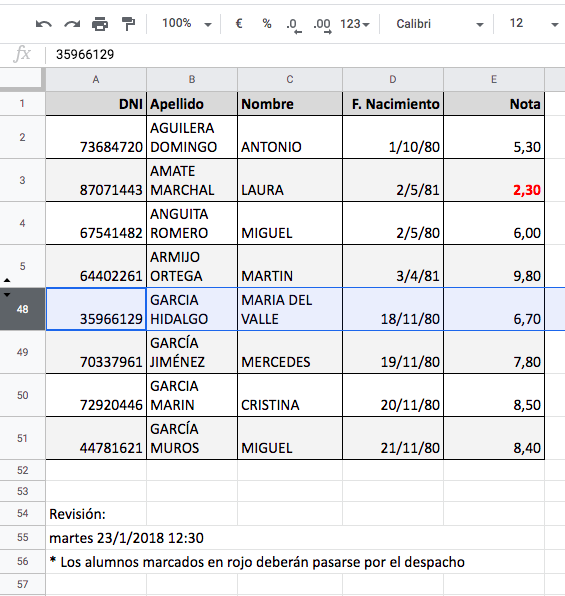 100% € % .0 .00 123 Calibri 12
fx 35966129
A B C D E
1 DNI Apellido Nombre F. Nacimiento Nota
2 73684720 AGUILERA DOMINGO ANTONIO 1/10/80 5,30
3 87071443 AMATE MARCHAL LAURA 2/5/81 2,30
4 67541482 ANGUITA ROMERO MIGUEL 2/5/80 6,00
5 64402261 ARMIJO ORTEGA MARTIN 3/4/81 9,80
48 35966129 GARCIA HIDALGO MARIA DEL VALLE 18/11/80 6,70
49 70337961 GARCÍA JIMÉNEZ MERCEDES 19/11/80 7,80
50 72920446 GARCIA MARIN CRISTINA 20/11/80 8,50
51 44781621 GARCÍA MUROS MIGUEL 21/11/80 8,40
52
53
54 Revisión:
55 martes 23/1/2018 12:30
56 * Los alumnos marcados en rojo deberán pasarse por el despacho
57